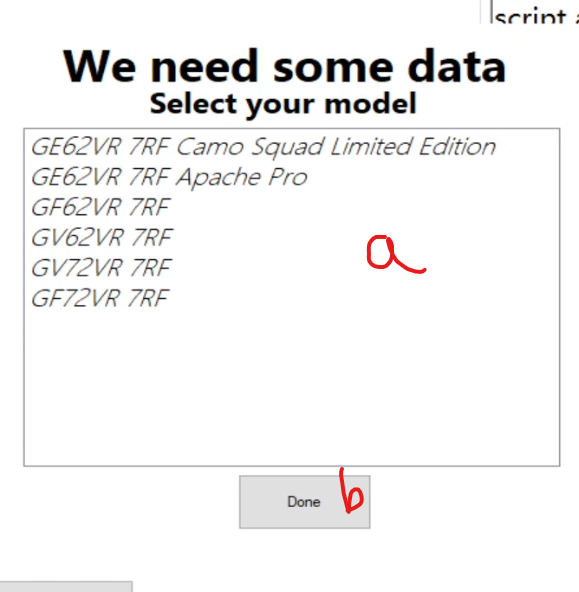 script
We need some data
Select your model
GE62VR 7RF Camo Squad Limited Edition
GE62VR 7RF Apache Pro
GF62VR 7RF
GV62VR 7RF
GV72VR 7RF
GF72VR 7RF
a
Done b